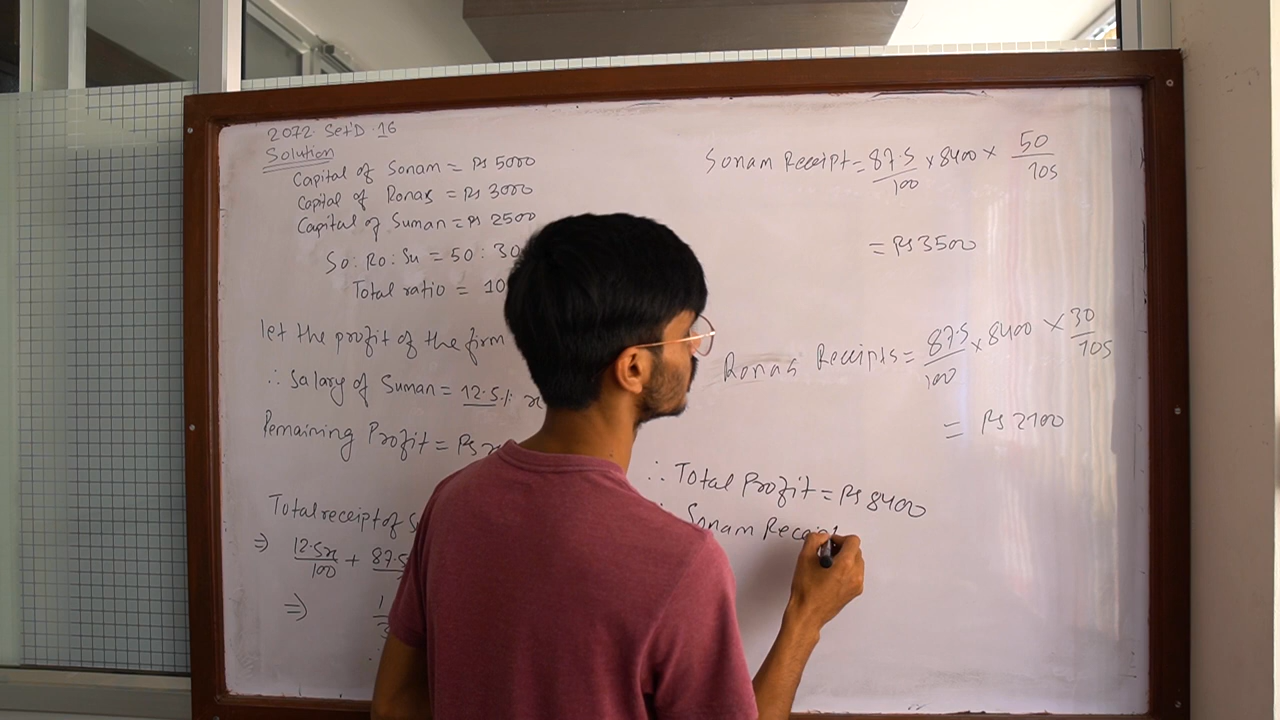 2072. Set'D'.16
Solution
Capital of Sonam = Rs 5000
Capital of Ronas = Rs 3000
Capital of Suman = Rs 2500
So: Ro: Su = 50 : 30
Total ratio = 10
let the profit of the firm
∴ Salary of Suman = 12.5% x
Remaining Profit = Rs
Total receipt of S
⇒ 12.5x/100 + 87.5
⇒ 1/3
Sonam Receipt = 87.5/100 × 8400 × 50/105
= Rs 3500
Ronas Receipts = 87.5/100 × 8400 × 30/105
= Rs 2100
∴ Total Profit = Rs 8400
Sonam Receipt